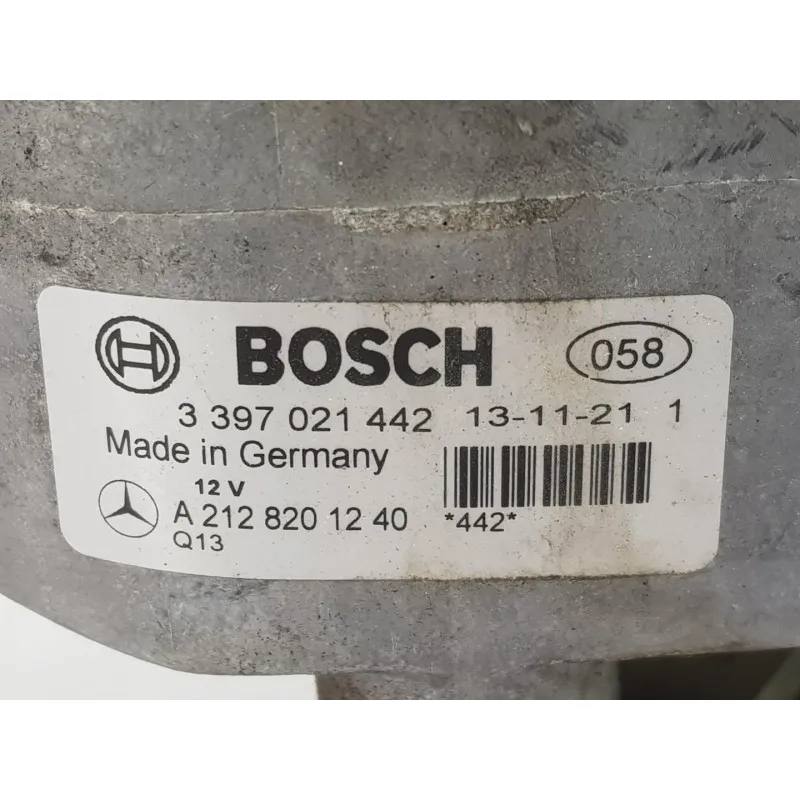 BOSCH 058
3 397 021 442 13-11-21 1
Made in Germany
12 V
A 212 820 12 40 *442*
Q13